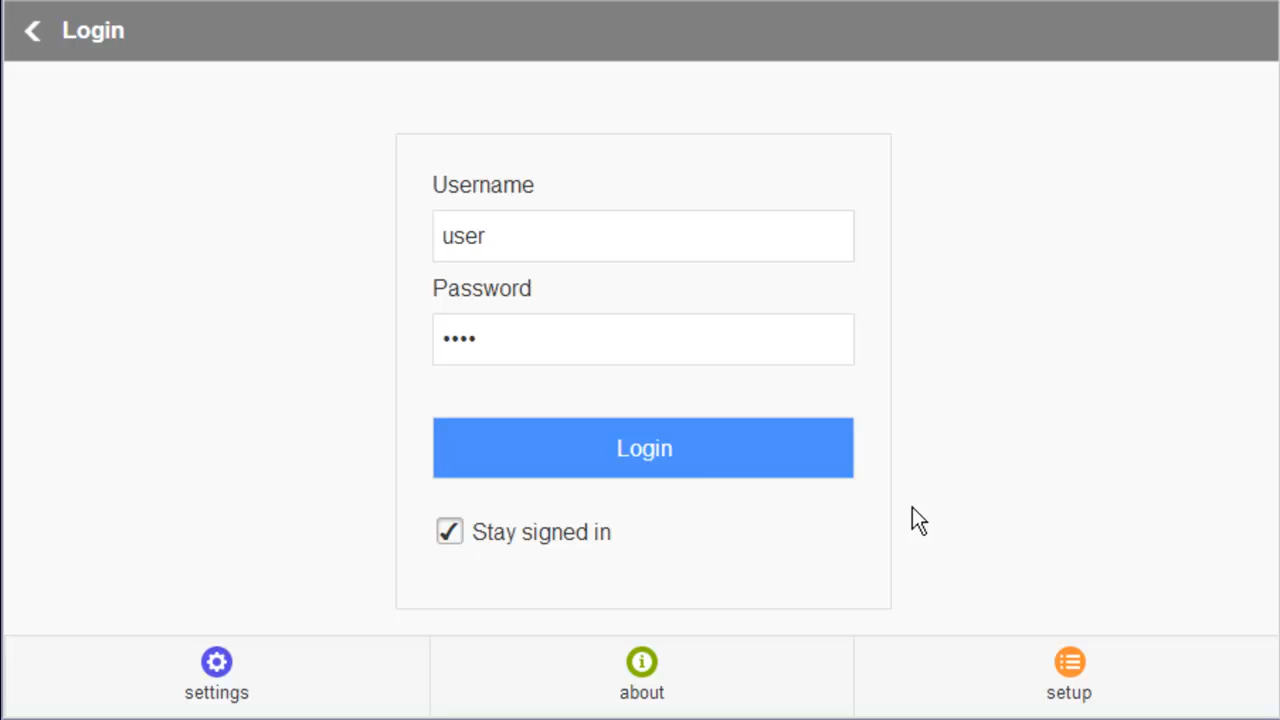 Login
Username
user
Password
••••
Login
Stay signed in
settings
about
setup